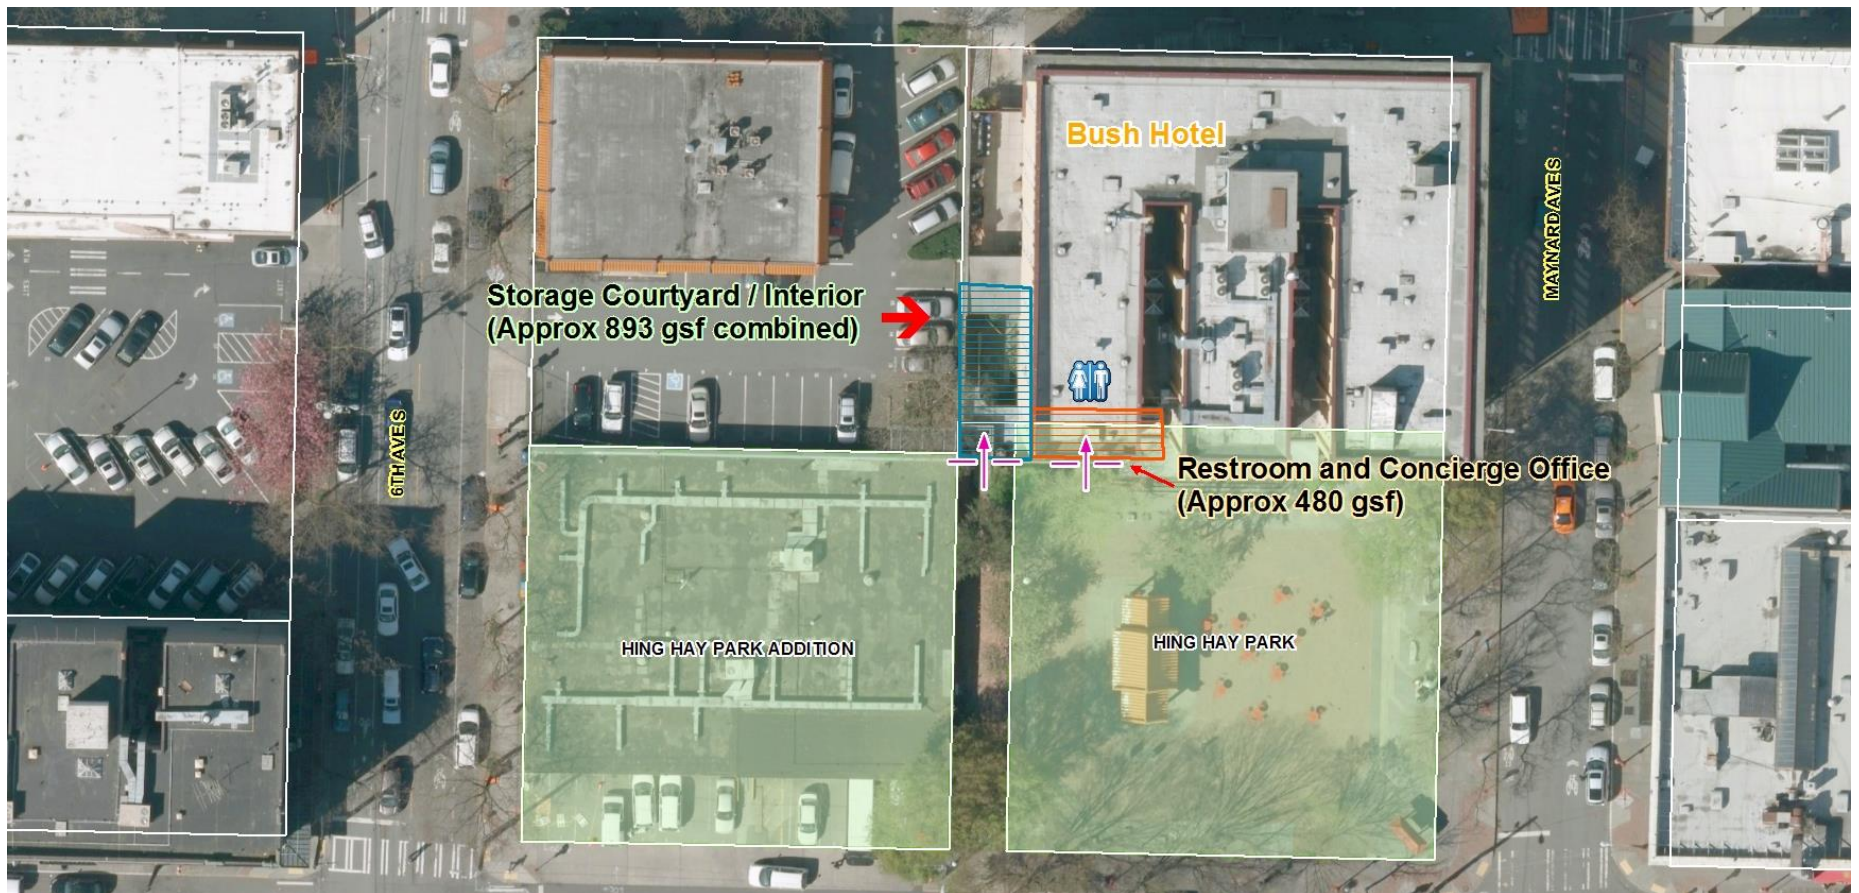 Bush Hotel
MAYNARD AVE S
Storage Courtyard / Interior
(Approx 893 gsf combined)
6TH AVE S
Restroom and Concierge Office
(Approx 480 gsf)
HING HAY PARK ADDITION
HING HAY PARK